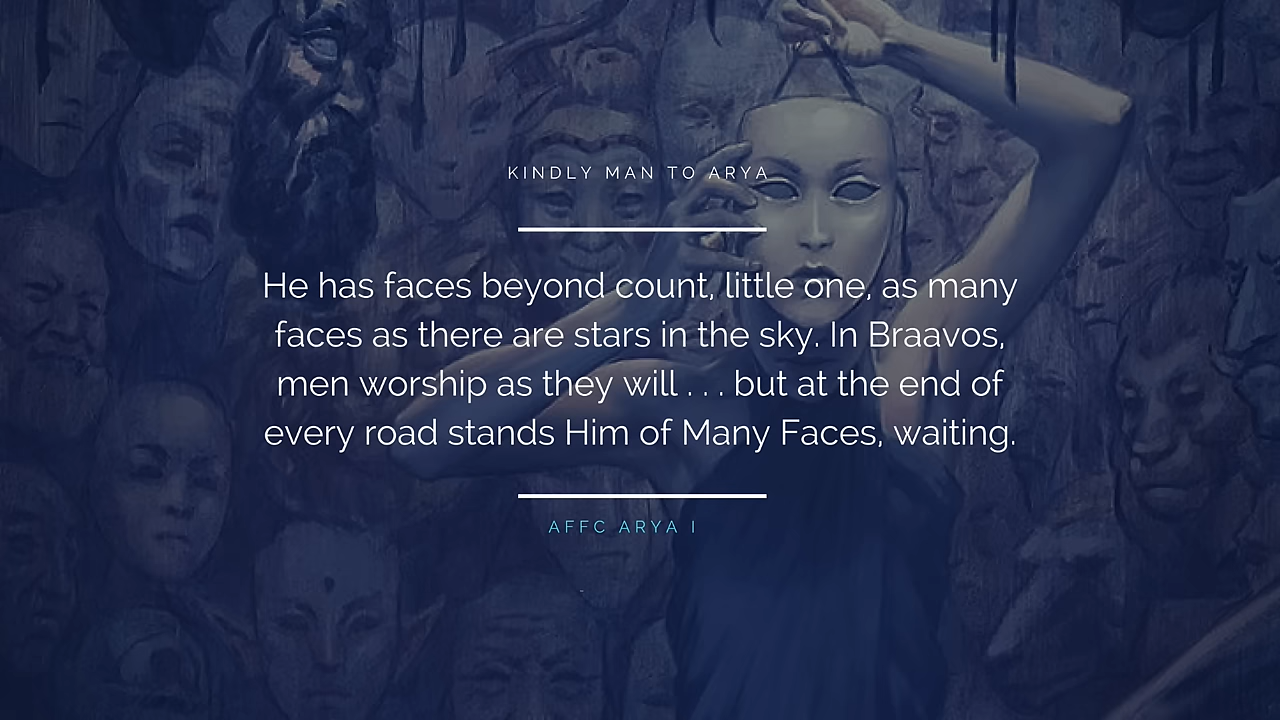 KINDLY MAN TO ARYA
He has faces beyond count, little one, as many
faces as there are stars in the sky. In Braavos,
men worship as they will . . . but at the end of
every road stands Him of Many Faces, waiting.
AFFC ARYA I